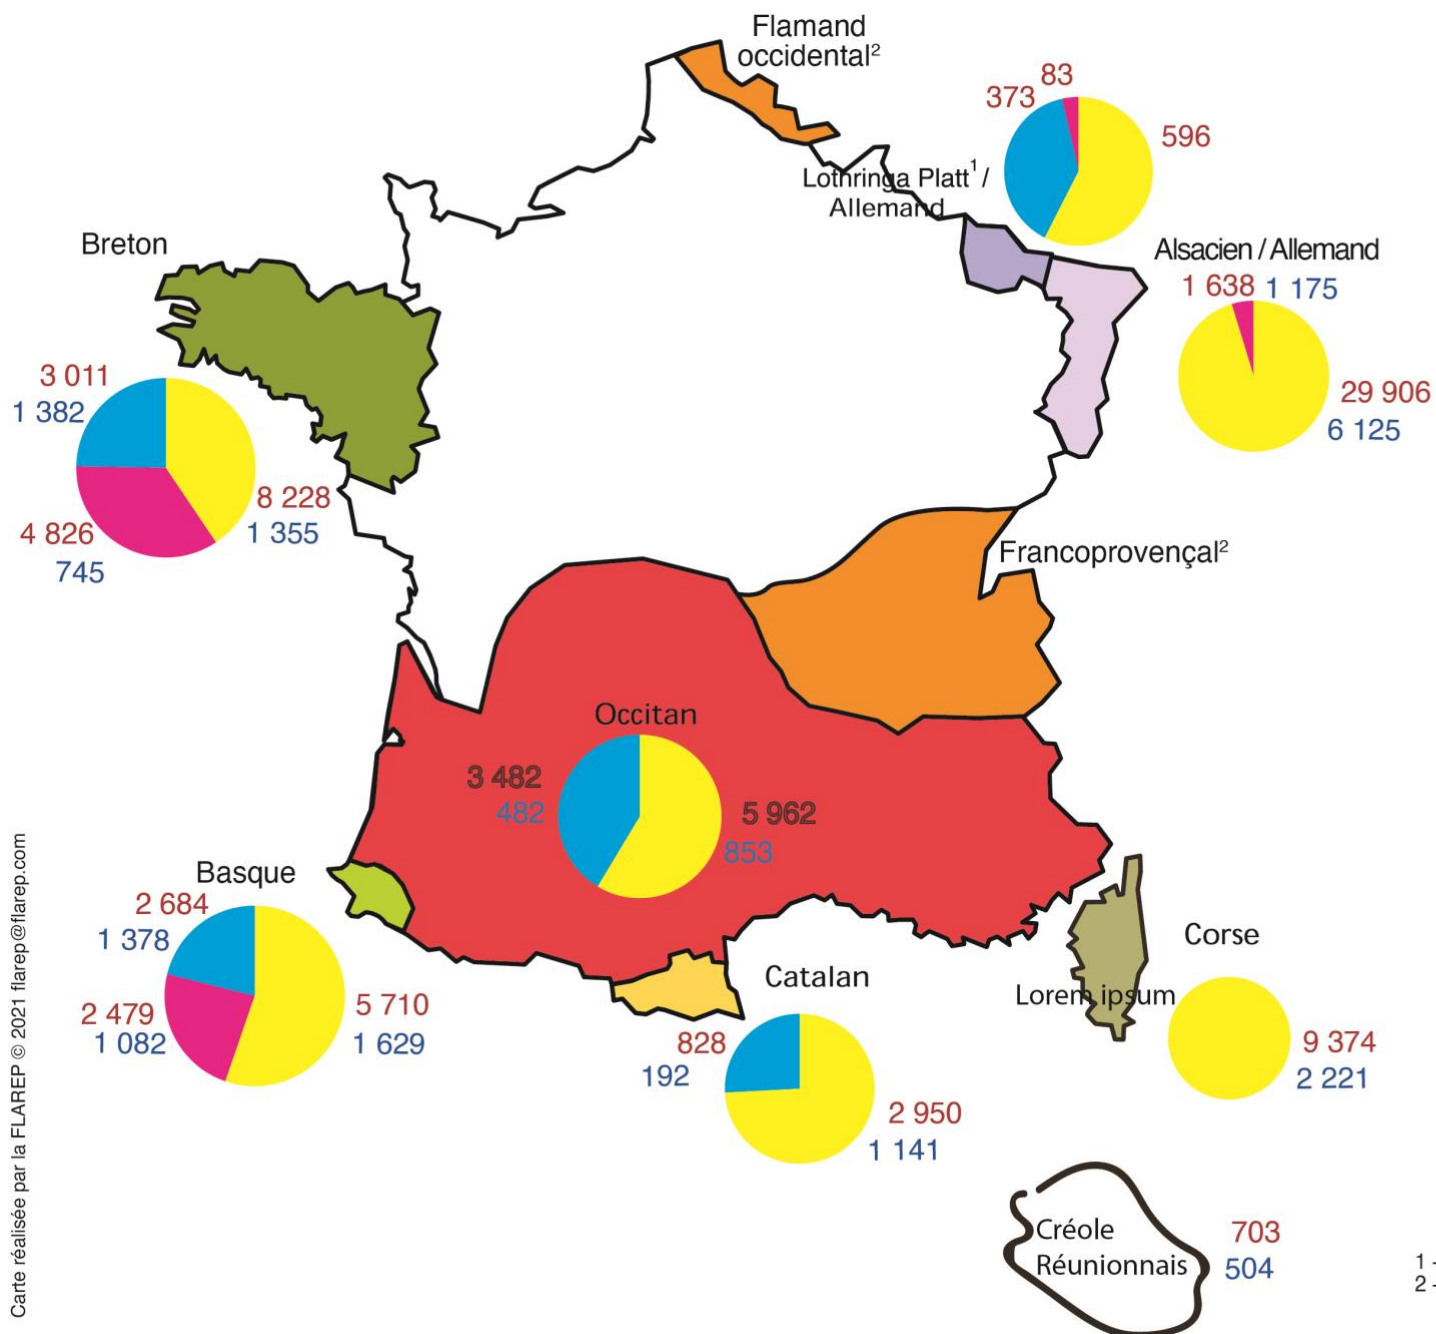 Flamand
occidental²
83
373
596
Lothringa Platt¹ /
Allemand
Breton
Alsacien / Allemand
1 638
1 175
29 906
6 125
3 011
1 382
8 228
1 355
4 826
745
Francoprovençal²
Occitan
3 482
482
5 962
853
Basque
2 684
1 378
2 479
1 082
5 710
1 629
Catalan
828
192
2 950
1 141
Corse
Lorem ipsum
9 374
2 221
Créole
Réunionnais
703
504
1 -
2 -
Carte réalisée par la FLAREP © 2021 flarep@flarep.com